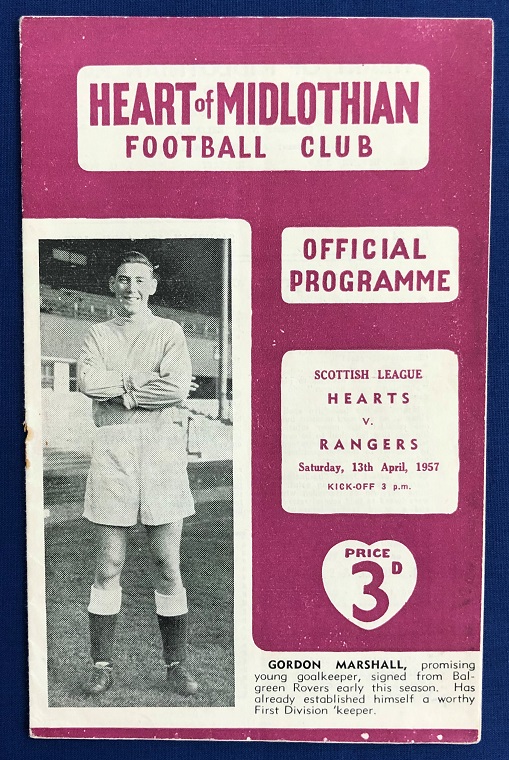 HEART of MIDLOTHIAN
FOOTBALL CLUB
OFFICIAL
PROGRAMME
SCOTTISH LEAGUE
HEARTS
v.
RANGERS
Saturday, 13th April, 1957
KICK-OFF 3 p.m.
PRICE
3D
GORDON MARSHALL, promising
young goalkeeper, signed from Bal-
green Rovers early this season. Has
already established himself a worthy
First Division 'keeper.